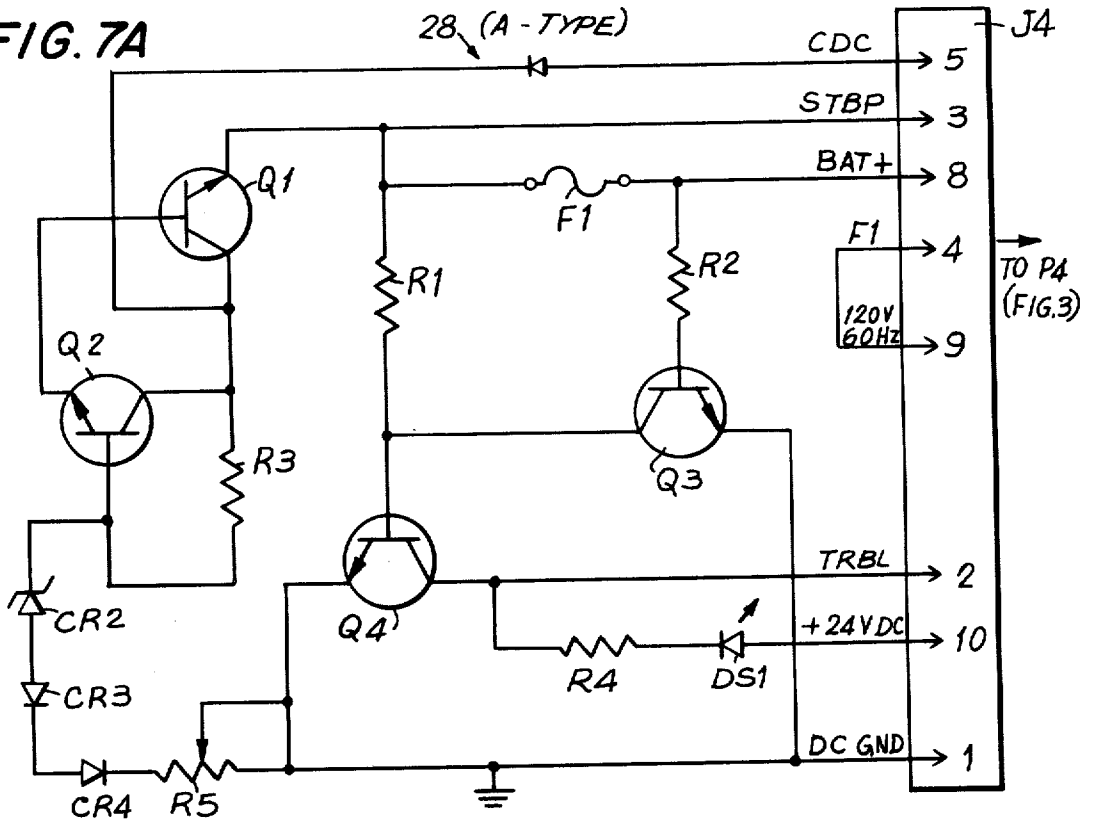 FIG. 7A
28 (A - TYPE)
CDC
J4
5
STBP
3
Q1
BAT+
8
F1
F1
4
R1
R2
TO P4
(FIG.3)
120V
60HZ
9
Q2
R3
Q3
TRBL
2
CR2
Q4
+24VDC
10
R4
DS1
CR3
DC GND
1
CR4
R5